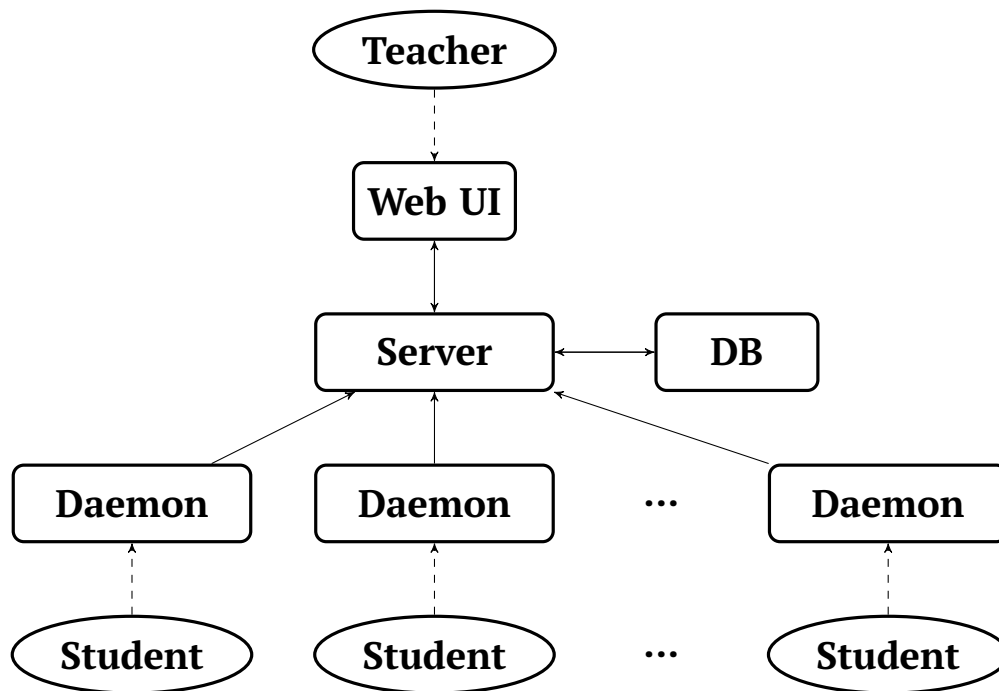 Teacher
Web UI
Server DB
Daemon Daemon ... Daemon
Student Student ... Student